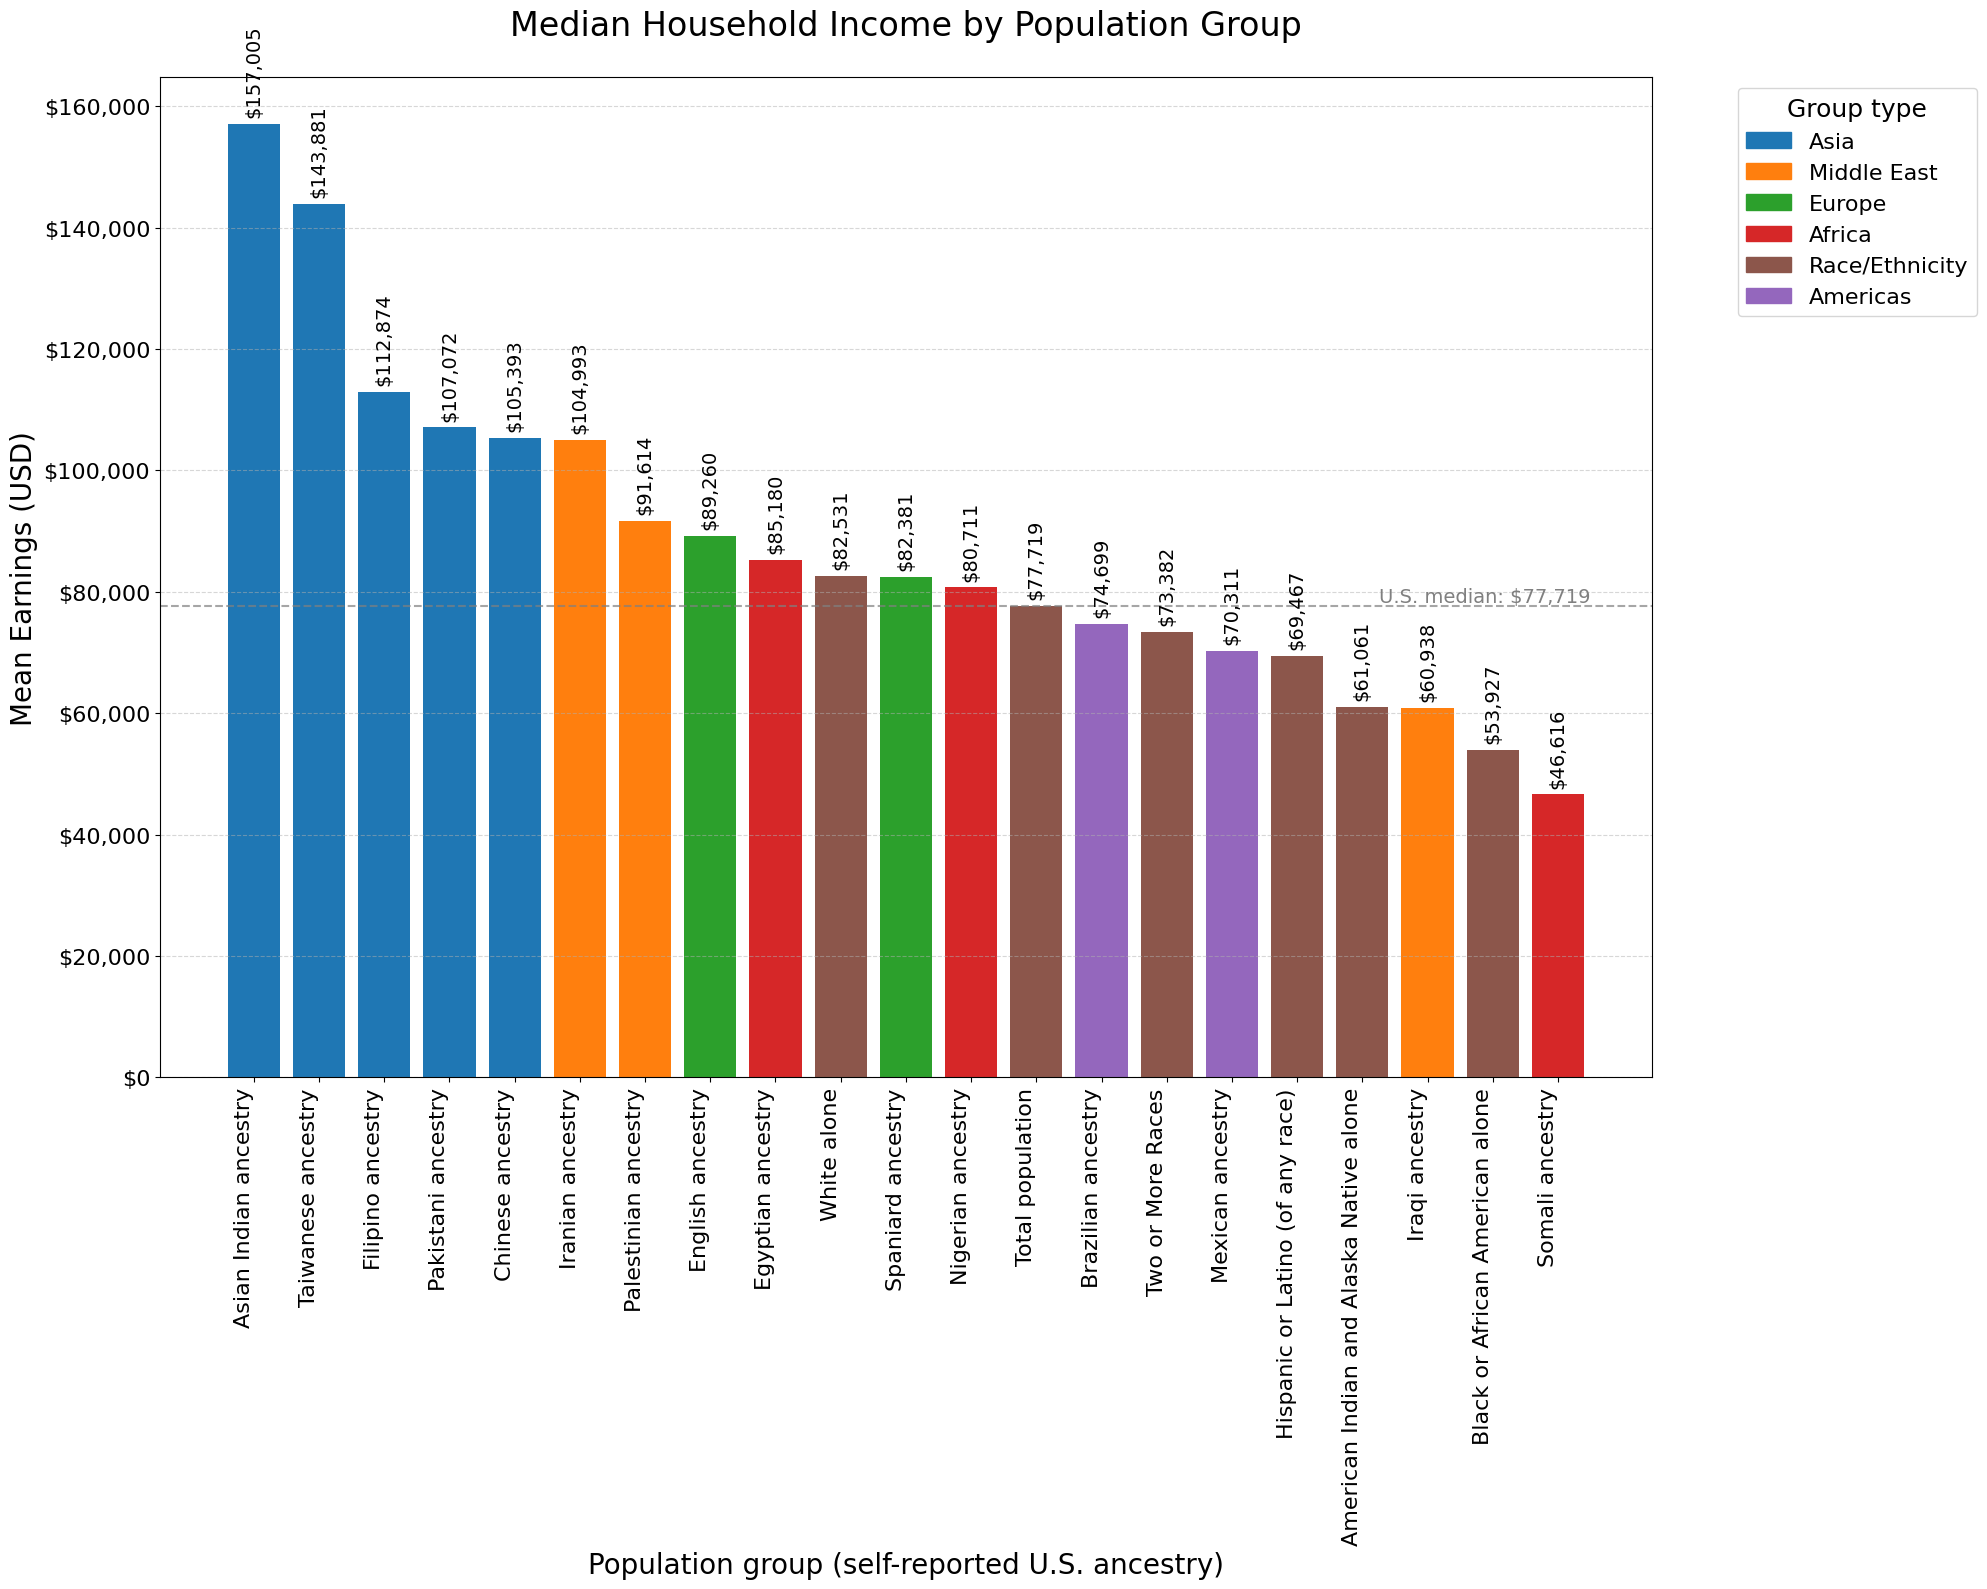 Median Household Income by Population Group
Mean Earnings (USD)
$160,000
$140,000
$120,000
$100,000
$80,000
$60,000
$40,000
$20,000
$0
$157,005
$143,881
$112,874
$107,072
$105,393
$104,993
$91,614
$89,260
$85,180
$82,531
$82,381
$80,711
$77,719
$74,699
$73,382
$70,311
$69,467
$61,061
$60,938
$53,927
$46,616
U.S. median: $77,719
Group type
Asia
Middle East
Europe
Africa
Race/Ethnicity
Americas
Asian Indian ancestry
Taiwanese ancestry
Filipino ancestry
Pakistani ancestry
Chinese ancestry
Iranian ancestry
Palestinian ancestry
English ancestry
Egyptian ancestry
White alone
Spaniard ancestry
Nigerian ancestry
Total population
Brazilian ancestry
Two or More Races
Mexican ancestry
Hispanic or Latino (of any race)
American Indian and Alaska Native alone
Iraqi ancestry
Black or African American alone
Somali ancestry
Population group (self-reported U.S. ancestry)